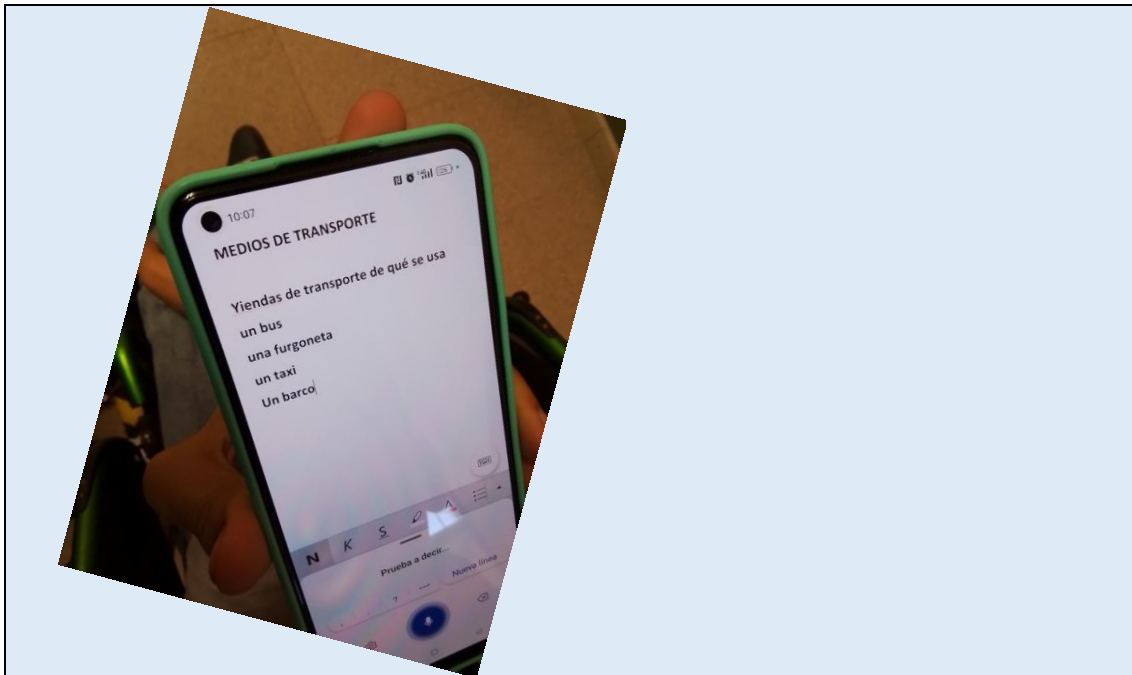 10:07
MEDIOS DE TRANSPORTE
Yiendas de transporte de qué se usa
un bus
una furgoneta
un taxi
Un barco
N K S A
Prueba a decir...
Nueva línea
. , ? —